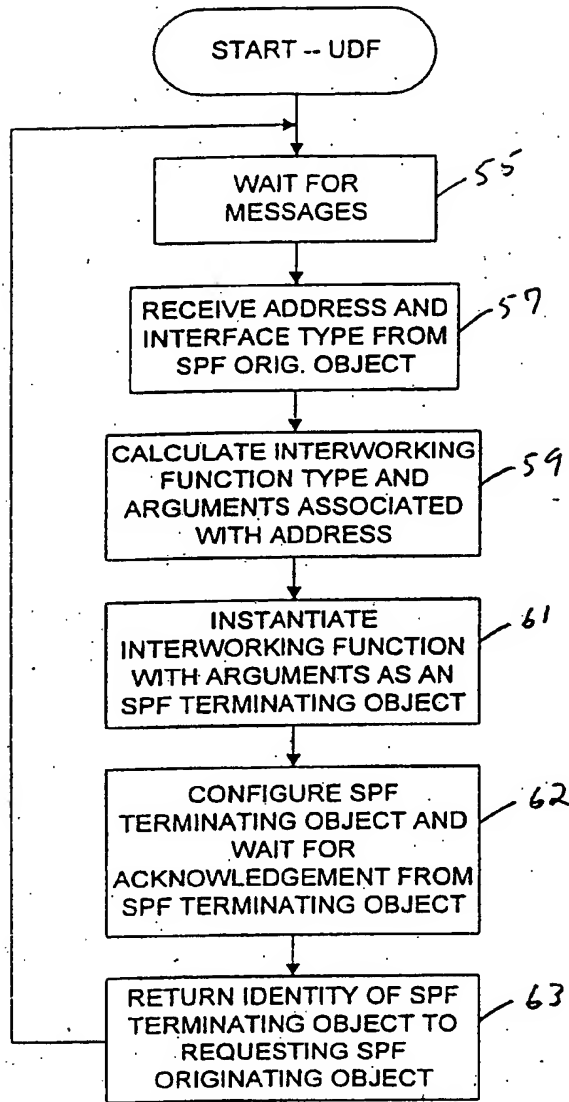 START -- UDF
WAIT FOR
MESSAGES
55
RECEIVE ADDRESS AND
INTERFACE TYPE FROM
SPF ORIG. OBJECT
57
CALCULATE INTERWORKING
FUNCTION TYPE AND
ARGUMENTS ASSOCIATED
WITH ADDRESS
59
INSTANTIATE
INTERWORKING FUNCTION
WITH ARGUMENTS AS AN
SPF TERMINATING OBJECT
61
CONFIGURE SPF
TERMINATING OBJECT AND
WAIT FOR
ACKNOWLEDGEMENT FROM
SPF TERMINATING OBJECT
62
RETURN IDENTITY OF SPF
TERMINATING OBJECT TO
REQUESTING SPF
ORIGINATING OBJECT
63